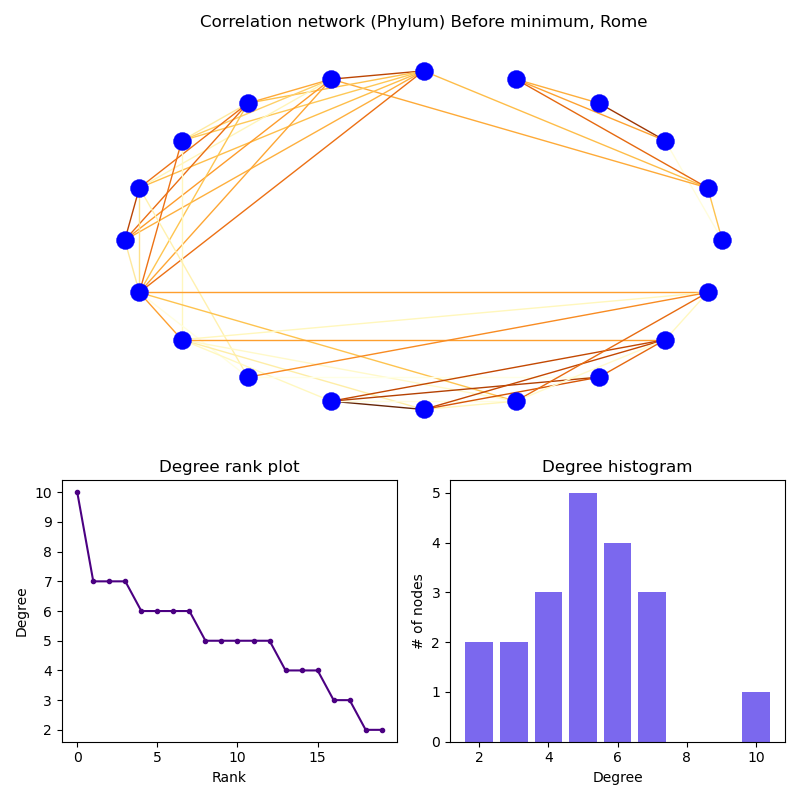 Correlation network (Phylum) Before minimum, Rome
Degree rank plot
10
9
8
7
6
5
4
3
2
Degree
0 5 10 15
Rank
Degree histogram
5
4
3
2
1
0
# of nodes
2 4 6 8 10
Degree